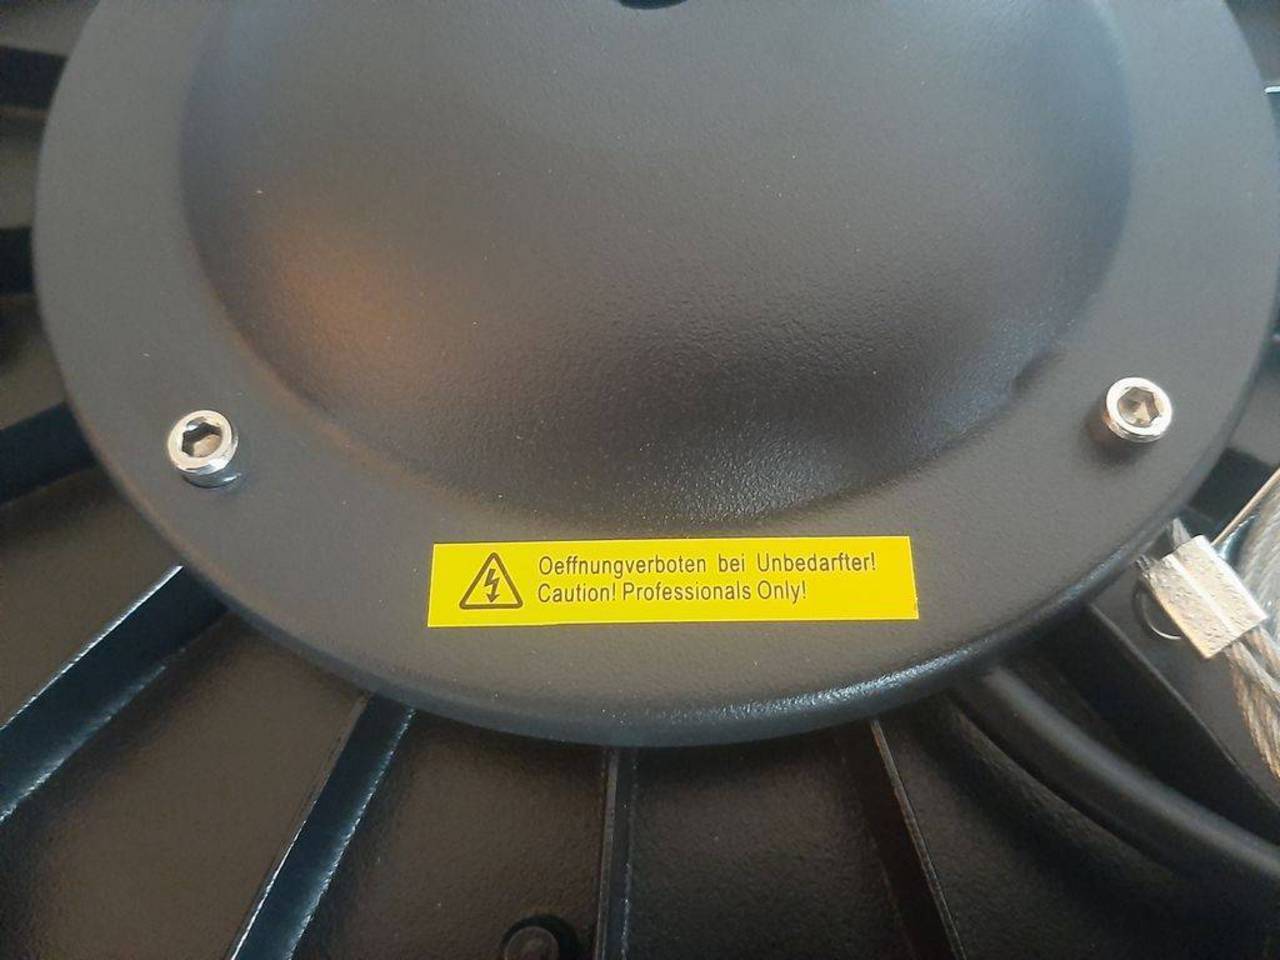 Oeffnungverboten bei Unbedarfter!
Caution! Professionals Only!